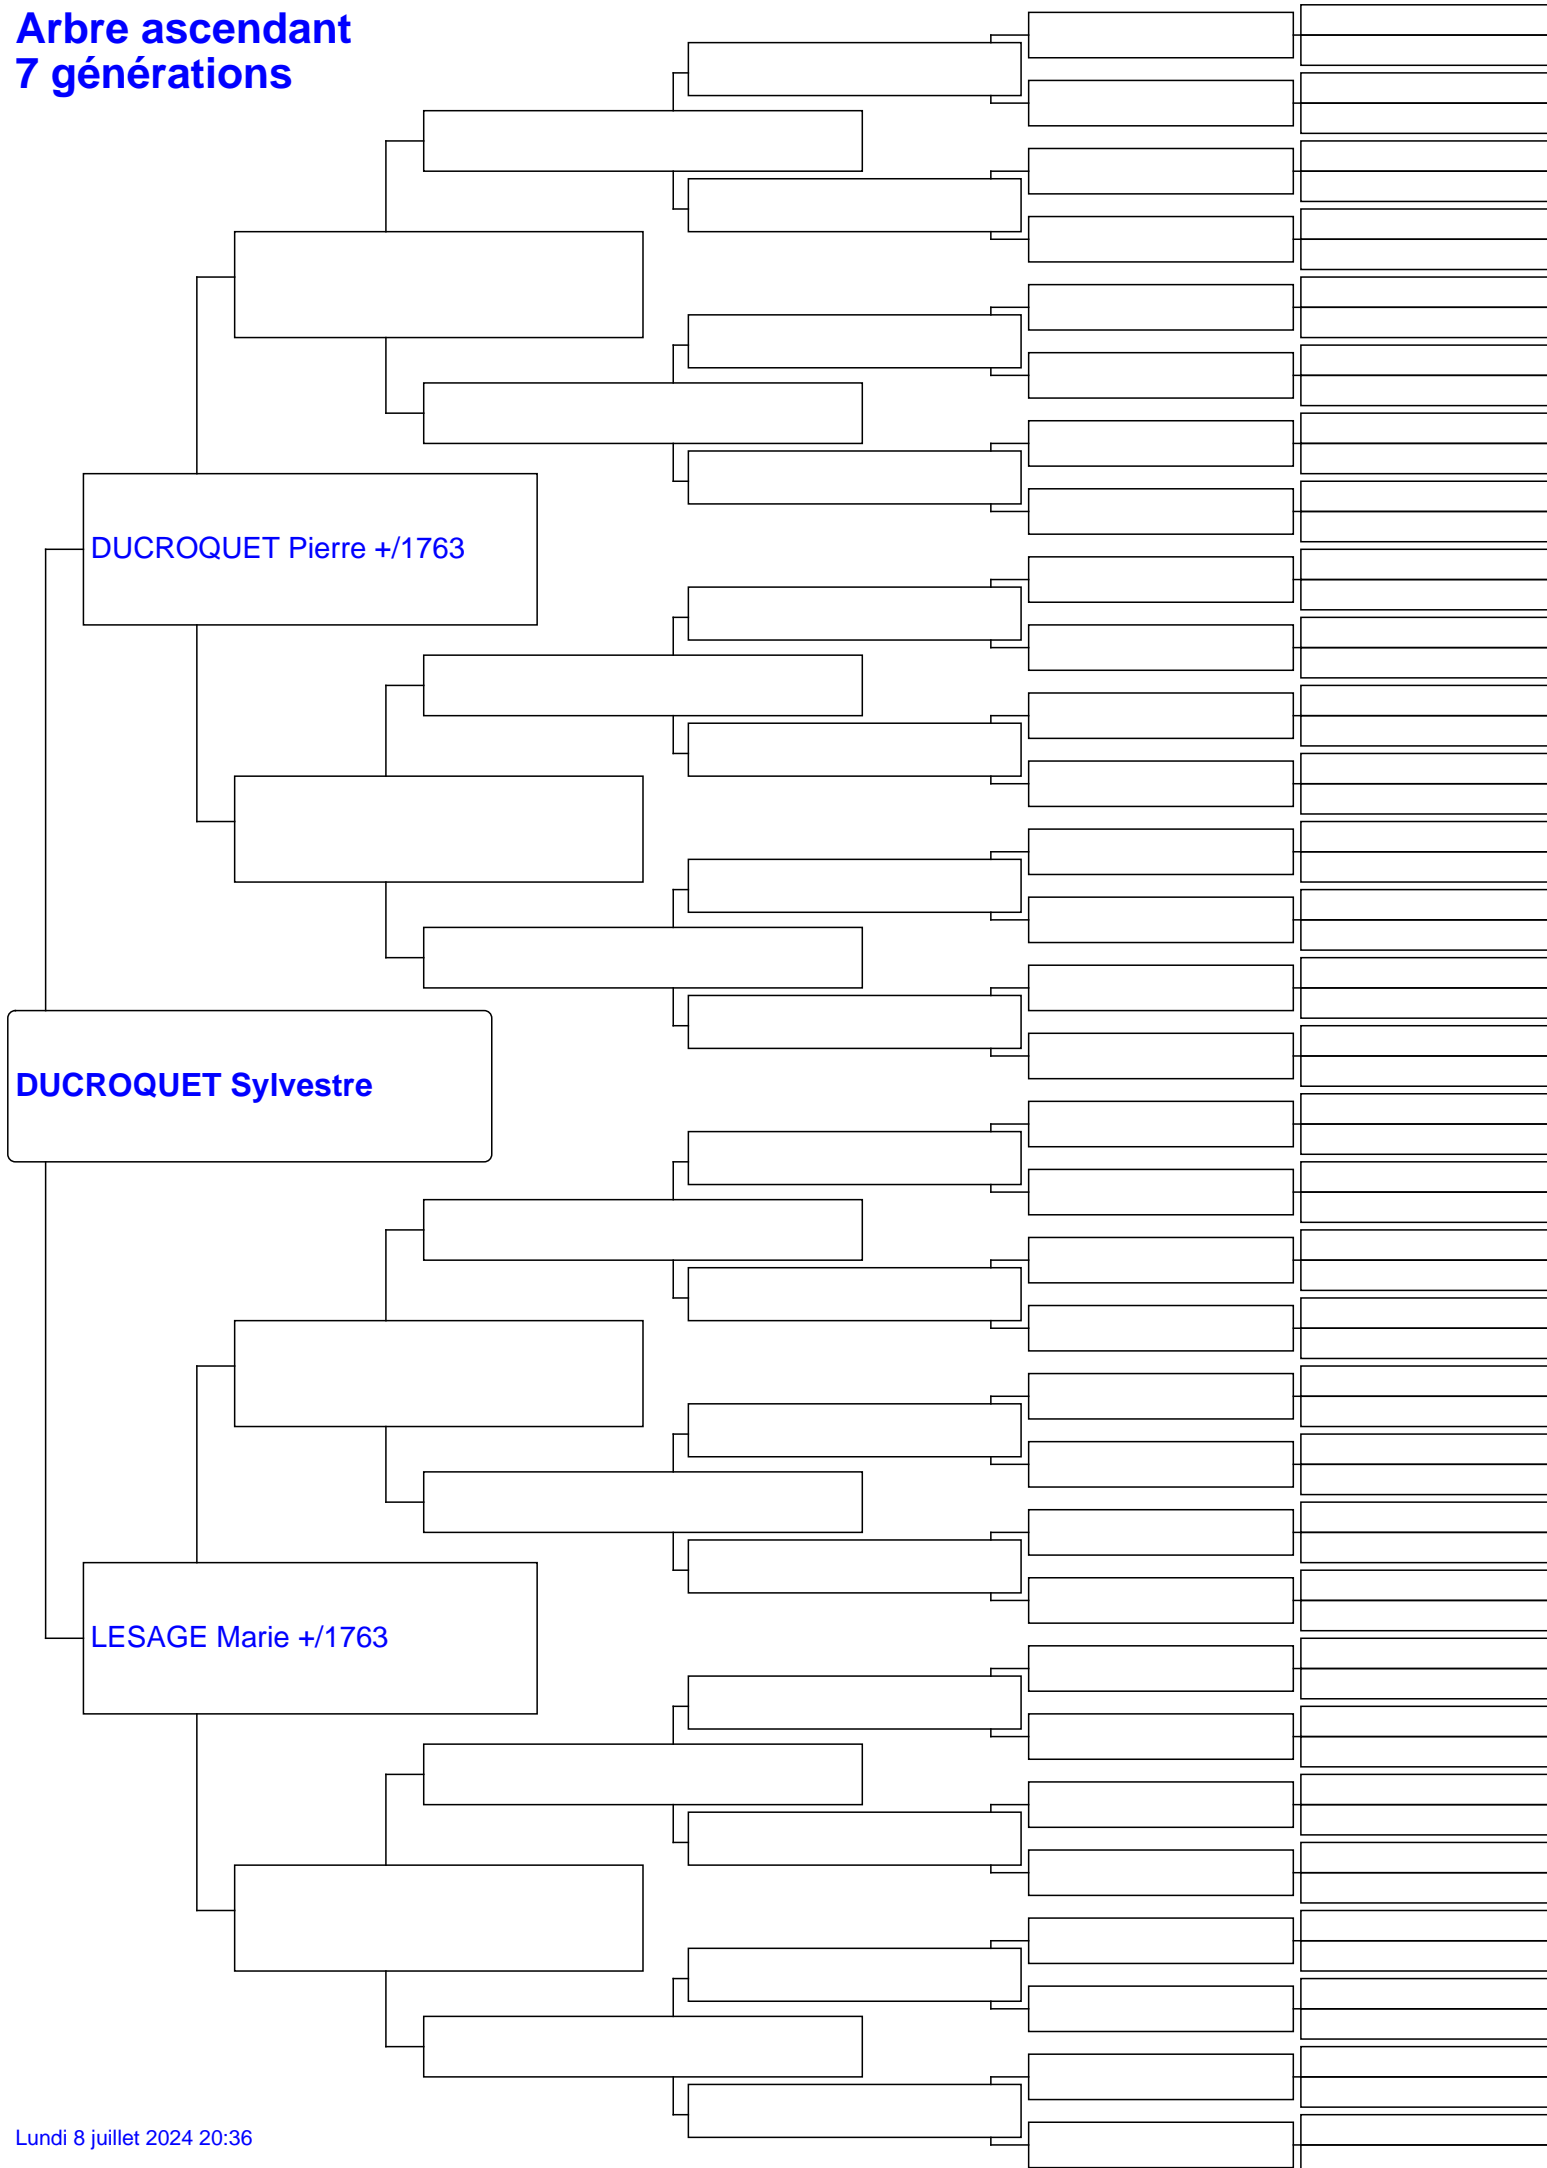 Arbre ascendant
7 générations
DUCROQUET Pierre +/1763
DUCROQUET Sylvestre
LESAGE Marie +/1763
Lundi 8 juillet 2024 20:36